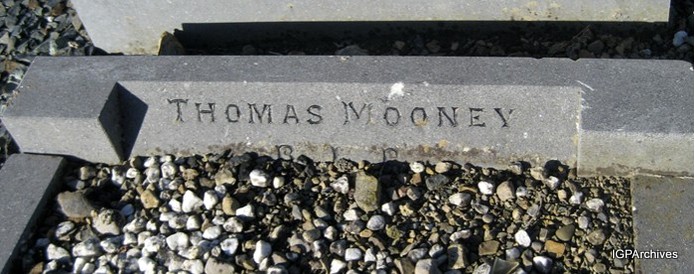 THOMAS MOONEY
R I P
IGPArchives